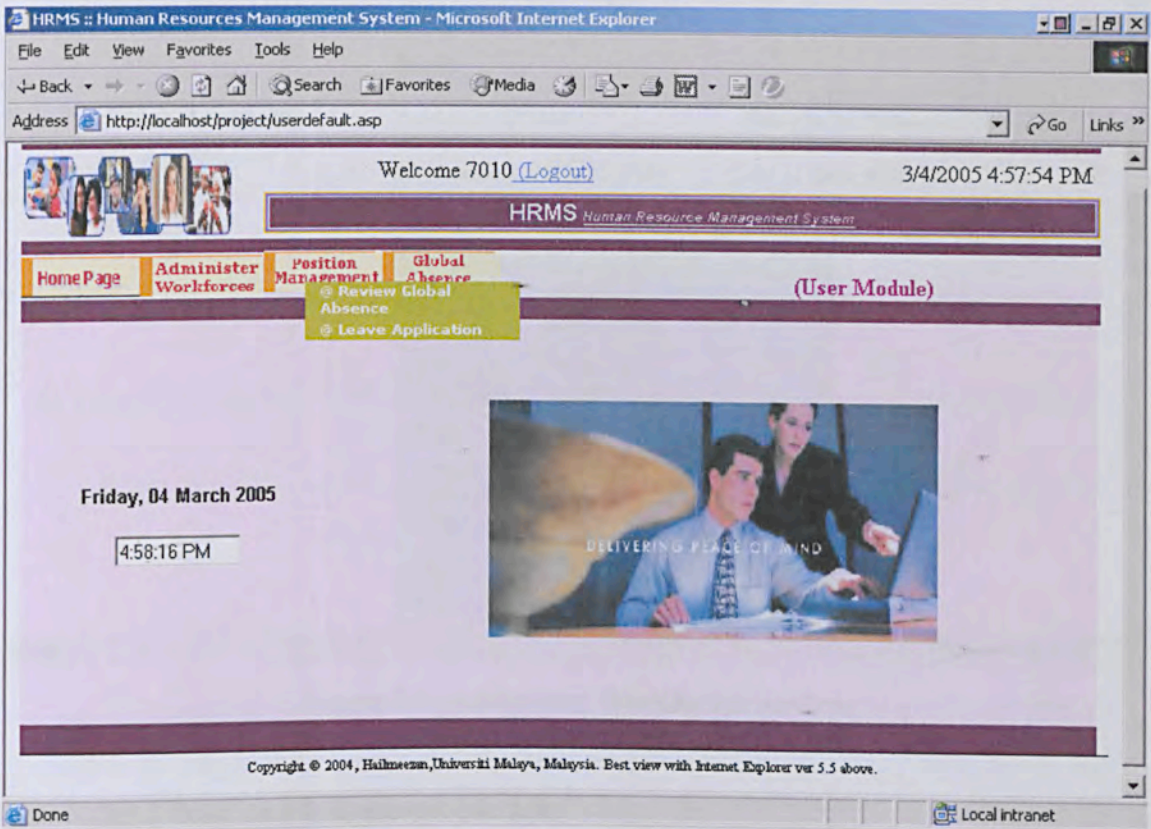 HRMS :: Human Resources Management System - Microsoft Internet Explorer
File Edit View Favorites Tools Help
Back Search Favorites Media
Address http://localhost/project/userdefault.asp Go Links »
Welcome 7010 (Logout) 3/4/2005 4:57:54 PM
HRMS Human Resource Management System
Home Page
Administer
Workforces
Position
Management
Global
Absence
(User Module)
@ Review Global
Absence
@ Leave Application
Friday, 04 March 2005
4:58:16 PM
DELIVERING PEACE OF MIND
Copyright © 2004, Hailmeezan,Universiti Malaya, Malaysia. Best view with Internet Explorer ver 5.5 above.
Done Local intranet